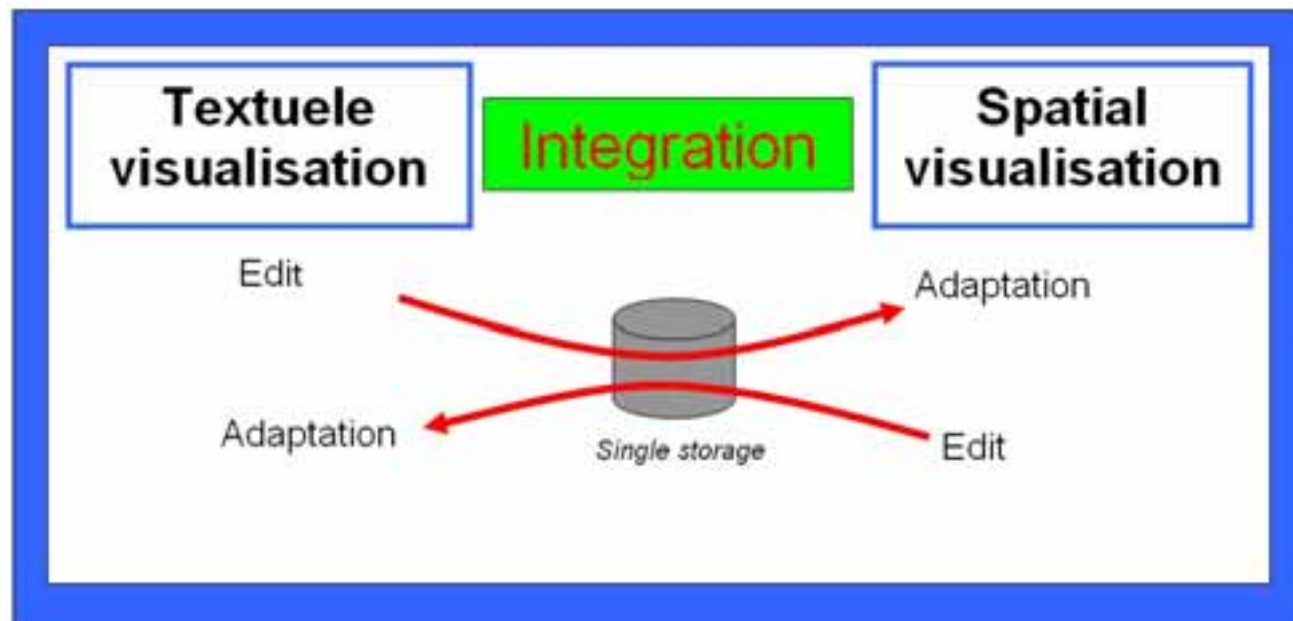 Textuele
visualisation
Integration
Spatial
visualisation
Edit
Adaptation
Adaptation
Single storage
Edit